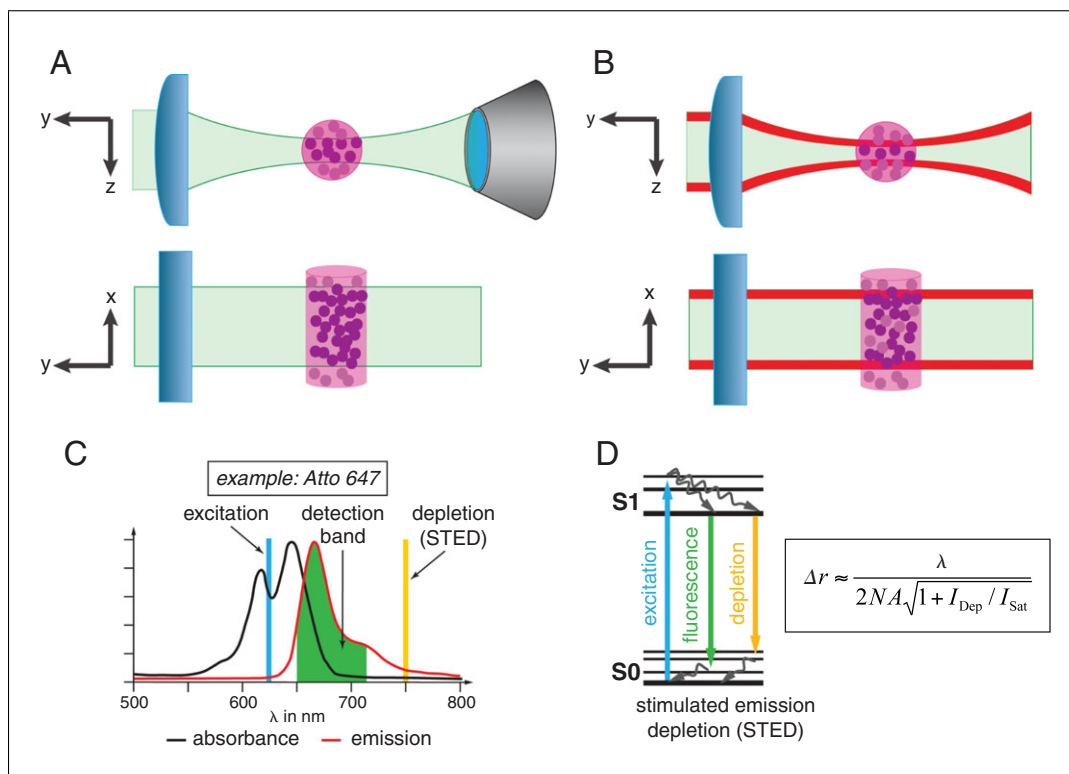 A
y
z
x
y
B
y
z
x
y
C
example: Atto 647
excitation
detection
band
depletion
(STED)
500
600
700
800
λ in nm
absorbance
emission
D
S1
excitation
fluorescence
depletion
S0
stimulated emission
depletion (STED)
Δr ≈ λ / 2NA√1 + I_Dep / I_Sat